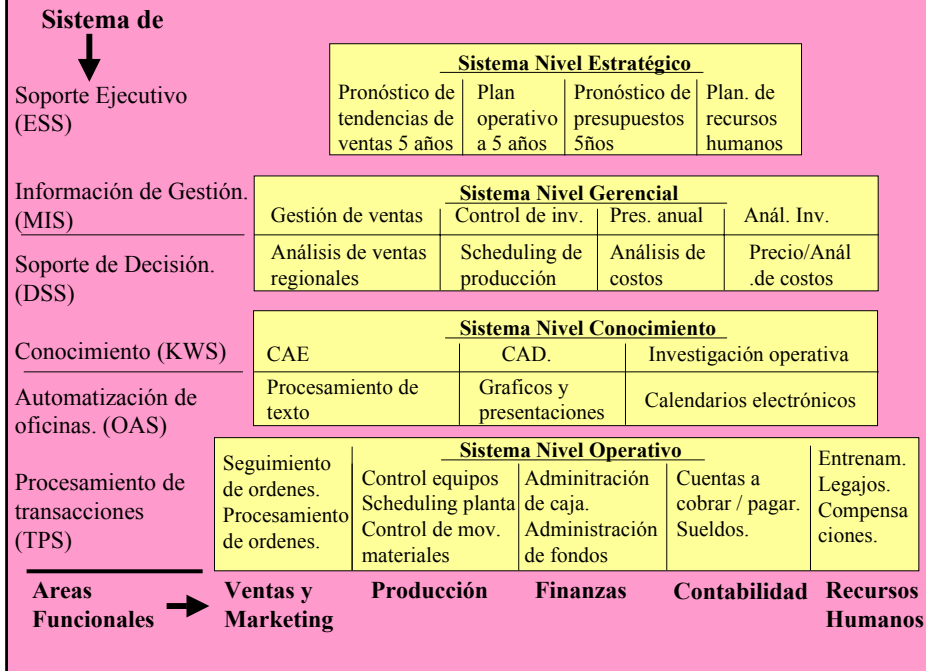 Sistema de
Soporte Ejecutivo
(ESS)
Sistema Nivel Estratégico
Pronóstico de
tendencias de
ventas 5 años
Plan
operativo
a 5 años
Pronóstico de
presupuestos
5ños
Plan. de
recursos
humanos
Información de Gestión.
(MIS)
Sistema Nivel Gerencial
Gestión de ventas
Control de inv.
Pres. anual
Anál. Inv.
Soporte de Decisión.
(DSS)
Análisis de ventas
regionales
Scheduling de
producción
Análisis de
costos
Precio/Anál
.de costos
Sistema Nivel Conocimiento
Conocimiento (KWS)
CAE
CAD.
Investigación operativa
Automatización de
oficinas. (OAS)
Procesamiento de
texto
Graficos y
presentaciones
Calendarios electrónicos
Sistema Nivel Operativo
Procesamiento de
transacciones
(TPS)
Seguimiento
de ordenes.
Procesamiento
de ordenes.
Control equipos
Scheduling planta
Control de mov.
materiales
Adminitración
de caja.
Administración
de fondos
Cuentas a
cobrar / pagar.
Sueldos.
Entrenam.
Legajos.
Compensa
ciones.
Areas
Funcionales
Ventas y
Marketing
Producción
Finanzas
Contabilidad
Recursos
Humanos